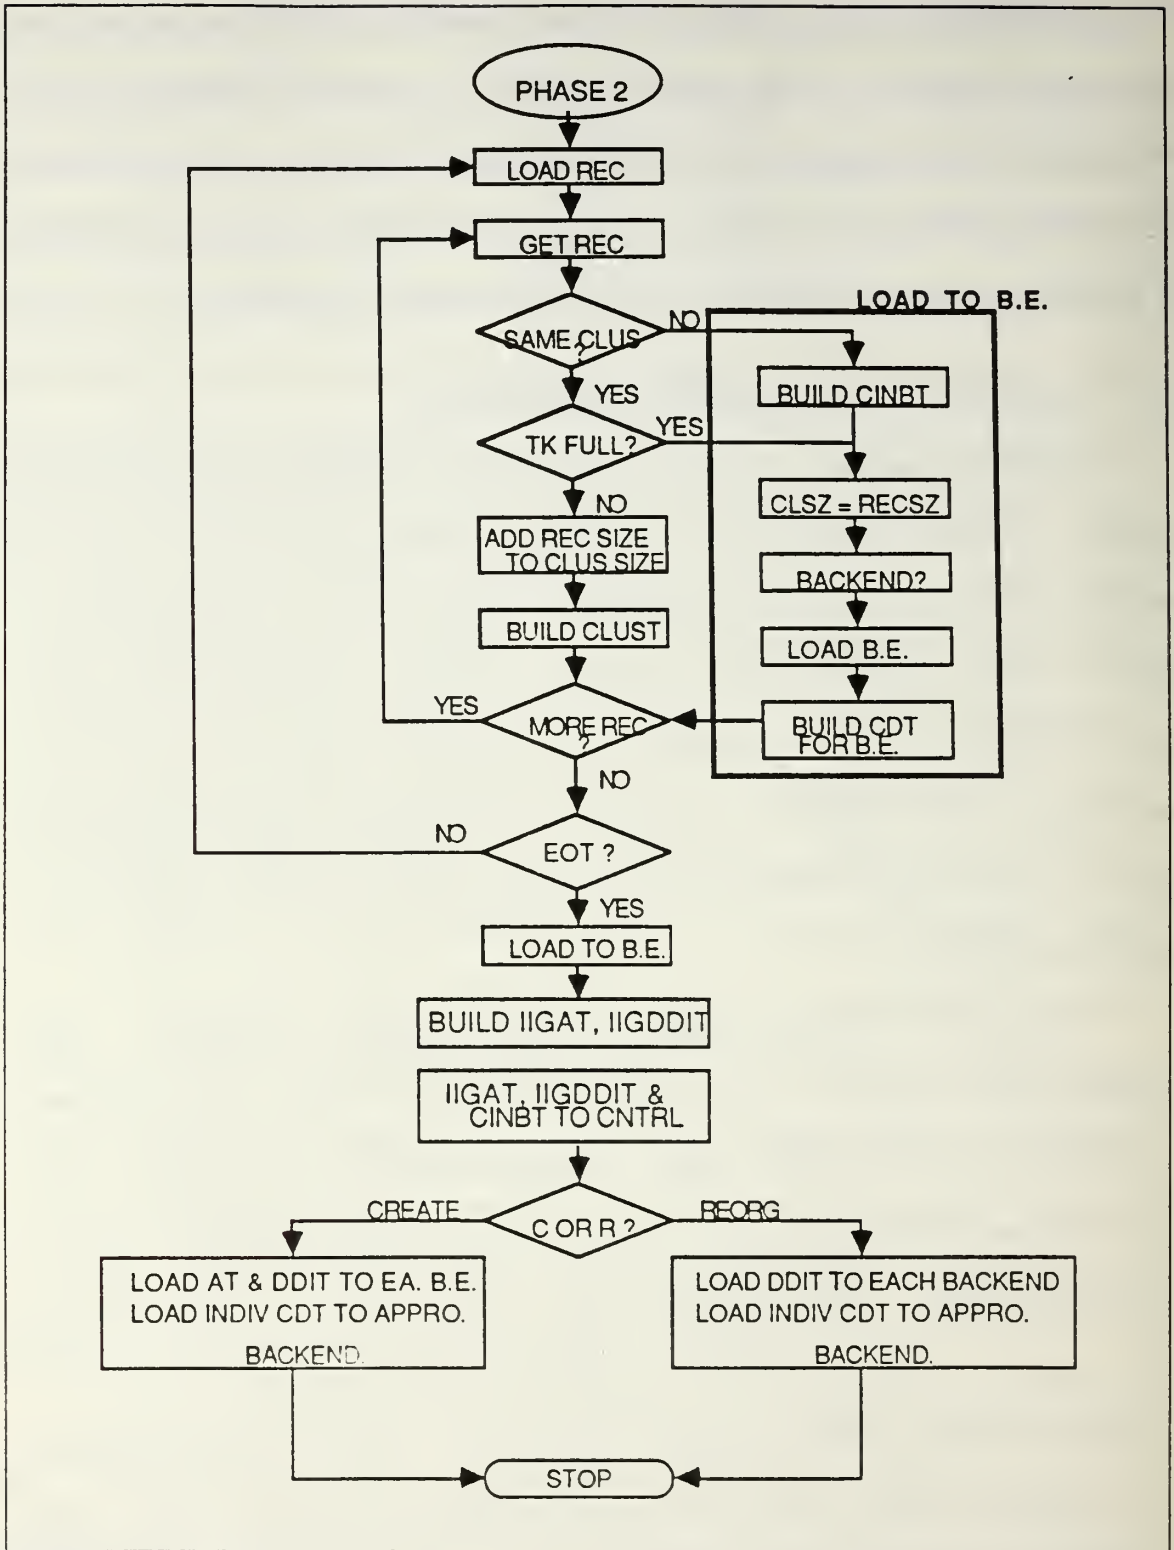 PHASE 2
LOAD REC
GET REC
LOAD TO B.E.
SAME CLUS
?
NO
BUILD CINBT
YES
TK FULL?
YES
CLSZ = RECSZ
NO
ADD REC SIZE
TO CLUS SIZE
BACKEND?
BUILD CLUST
LOAD B.E.
YES
MORE REC
?
BUILD CDT
FOR B.E.
NO
NO
EOT ?
YES
LOAD TO B.E.
BUILD IIGAT, IIGDDIT
IIGAT, IIGDDIT &
CINBT TO CNTRL
CREATE
C OR R ?
REORG
LOAD AT & DDIT TO EA. B.E.
LOAD INDIV CDT TO APPRO.
BACKEND.
LOAD DDIT TO EACH BACKEND
LOAD INDIV CDT TO APPRO.
BACKEND.
STOP